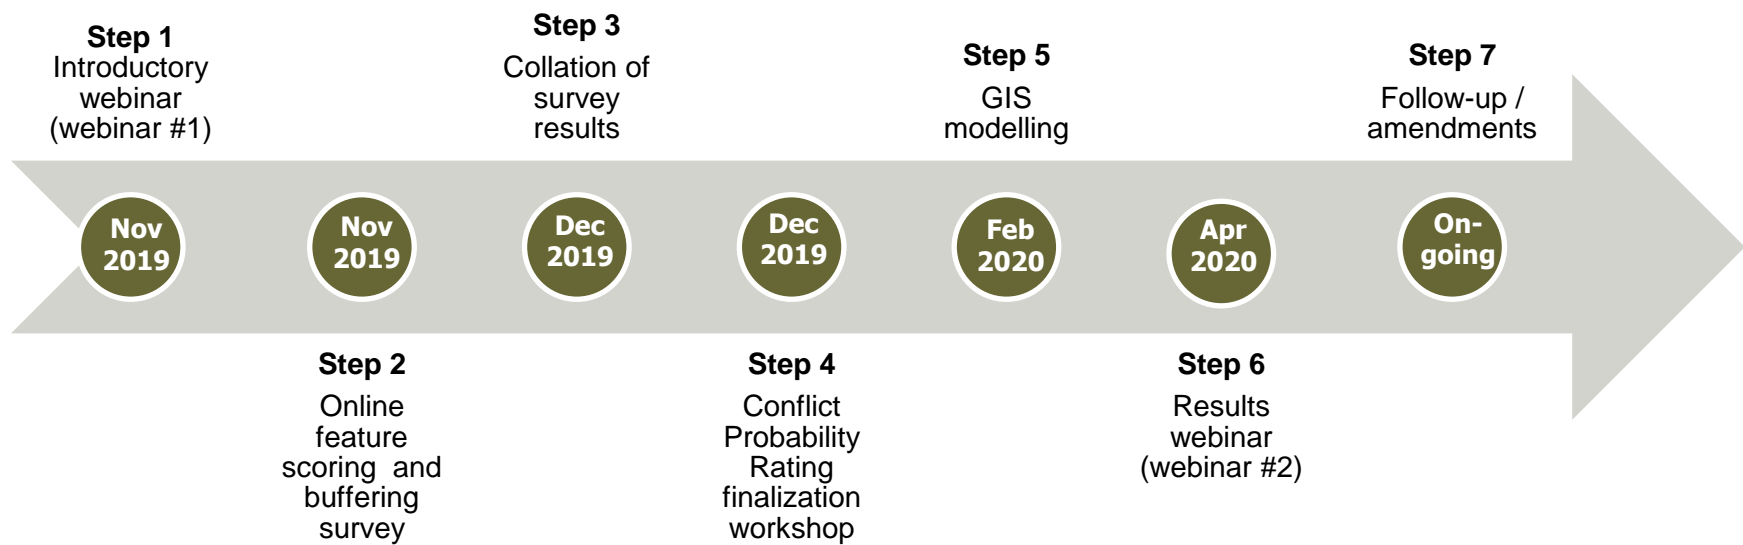 Step 1
Introductory
webinar
(webinar #1)
Step 3
Collation of
survey
results
Step 5
GIS
modelling
Step 7
Follow-up /
amendments
Nov
2019
Nov
2019
Dec
2019
Dec
2019
Feb
2020
Apr
2020
On-
going
Step 2
Online
feature
scoring and
buffering
survey
Step 4
Conflict
Probability
Rating
finalization
workshop
Step 6
Results
webinar
(webinar #2)